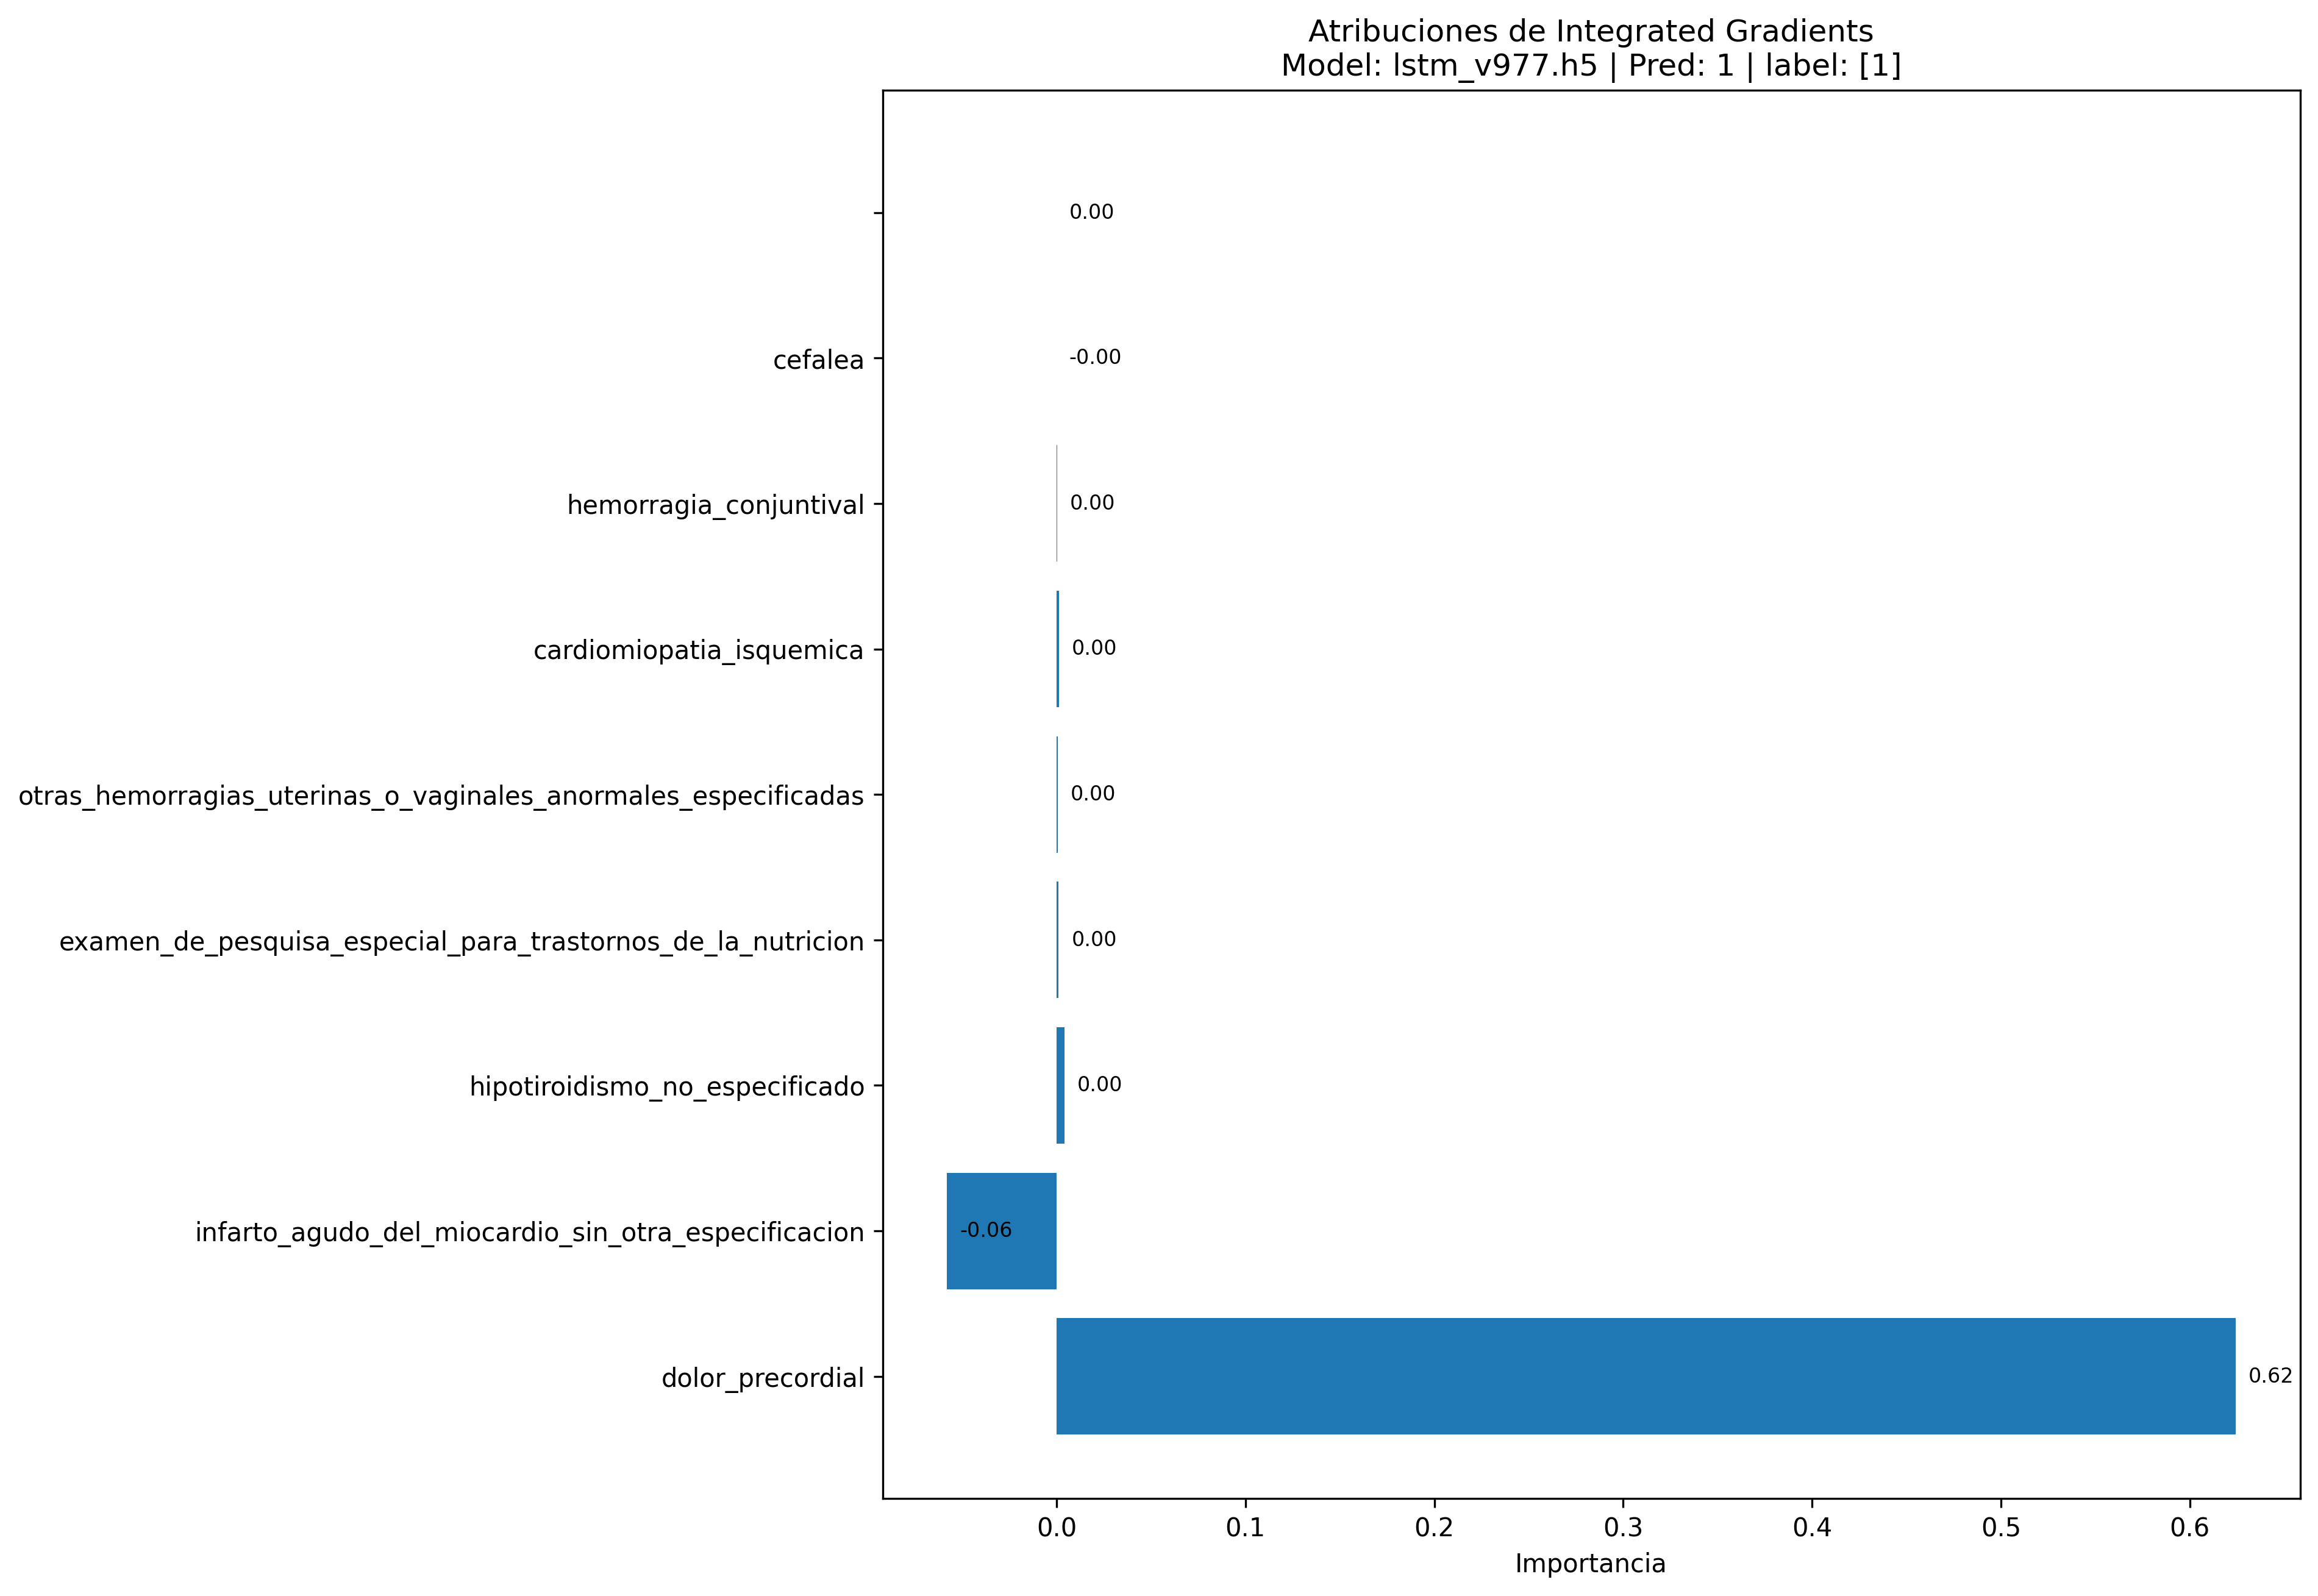 Atribuciones de Integrated Gradients
Model: lstm_v977.h5 | Pred: 1 | label: [1]
0.00
cefalea -0.00
hemorragia_conjuntival 0.00
cardiomiopatia_isquemica 0.00
otras_hemorragias_uterinas_o_vaginales_anormales_especificadas 0.00
examen_de_pesquisa_especial_para_trastornos_de_la_nutricion 0.00
hipotiroidismo_no_especificado 0.00
infarto_agudo_del_miocardio_sin_otra_especificacion -0.06
dolor_precordial 0.62
0.0 0.1 0.2 0.3 0.4 0.5 0.6
Importancia